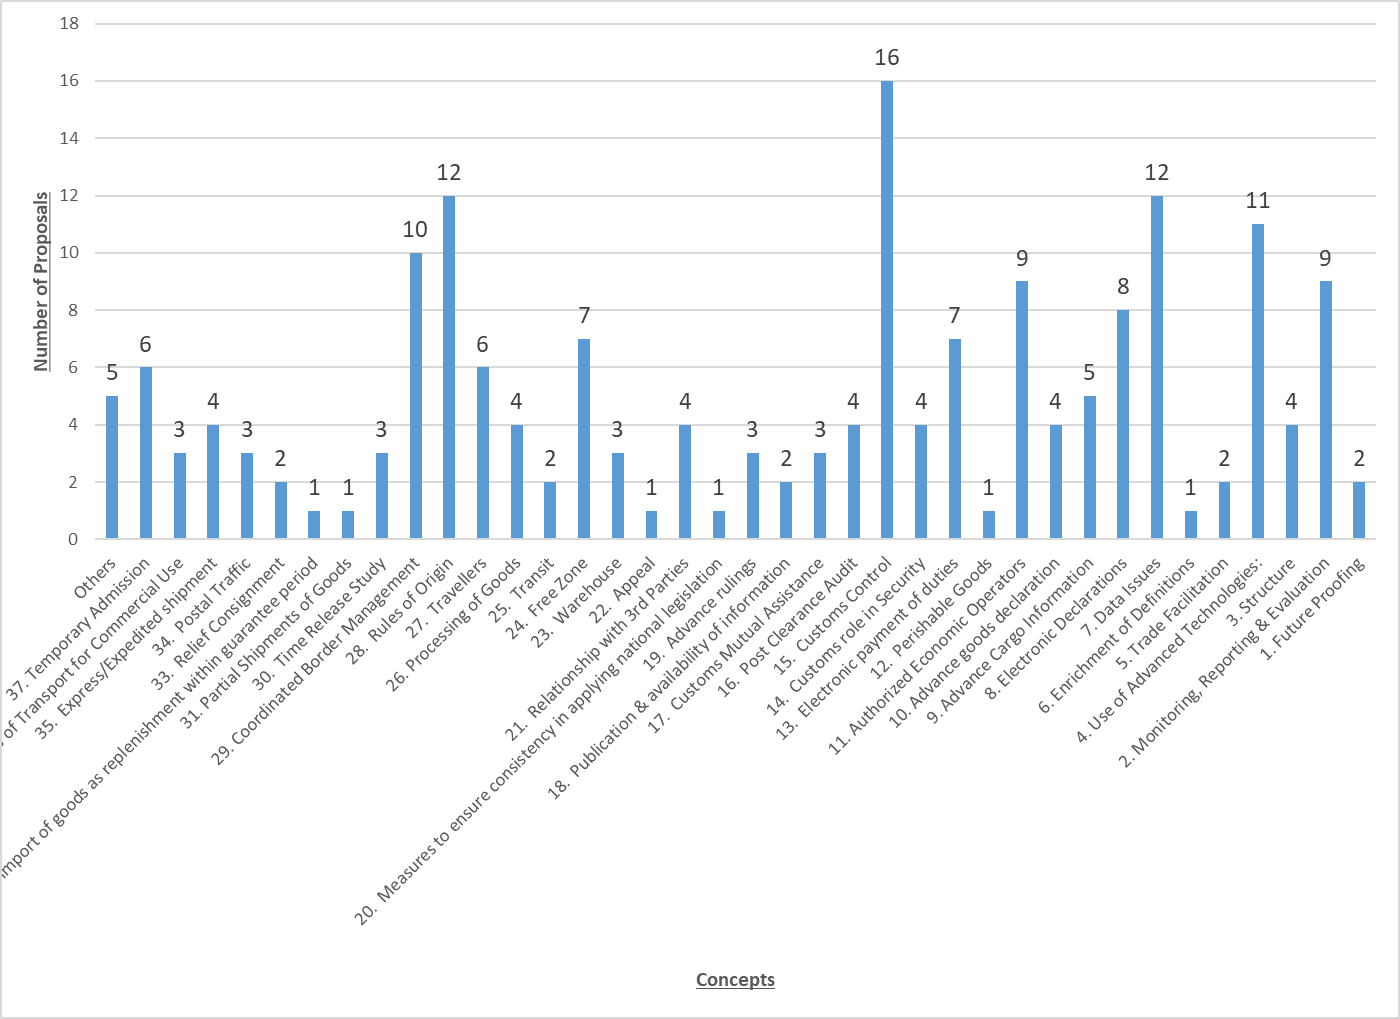 18
16
14
12
10
8
6
4
2
0
Number of Proposals
5
6
3
4
3
2
1
1
3
10
12
6
4
2
7
3
1
4
1
3
2
3
4
16
4
7
1
9
4
5
8
12
1
2
11
4
9
2
Others
37. Temporary Admission
of Transport for Commercial Use
35. Express/Expedited shipment
34. Postal Traffic
33. Relief Consignment
import of goods as replenishment within guarantee period
31. Partial Shipments of Goods
30. Time Release Study
29. Coordinated Border Management
28. Rules of Origin
27. Travellers
26. Processing of Goods
25. Transit
24. Free Zone
23. Warehouse
22. Appeal
21. Relationship with 3rd Parties
20. Measures to ensure consistency in applying national legislation
19. Advance rulings
18. Publication & availability of information
17. Customs Mutual Assistance
16. Post Clearance Audit
15. Customs Control
14. Customs role in Security
13. Electronic payment of duties
12. Perishable Goods
11. Authorized Economic Operators
10. Advance goods declaration
9. Advance Cargo Information
8. Electronic Declarations
7. Data Issues
6. Enrichment of Definitions
5. Trade Facilitation
4. Use of Advanced Technologies:
3. Structure
2. Monitoring, Reporting & Evaluation
1. Future Proofing
Concepts